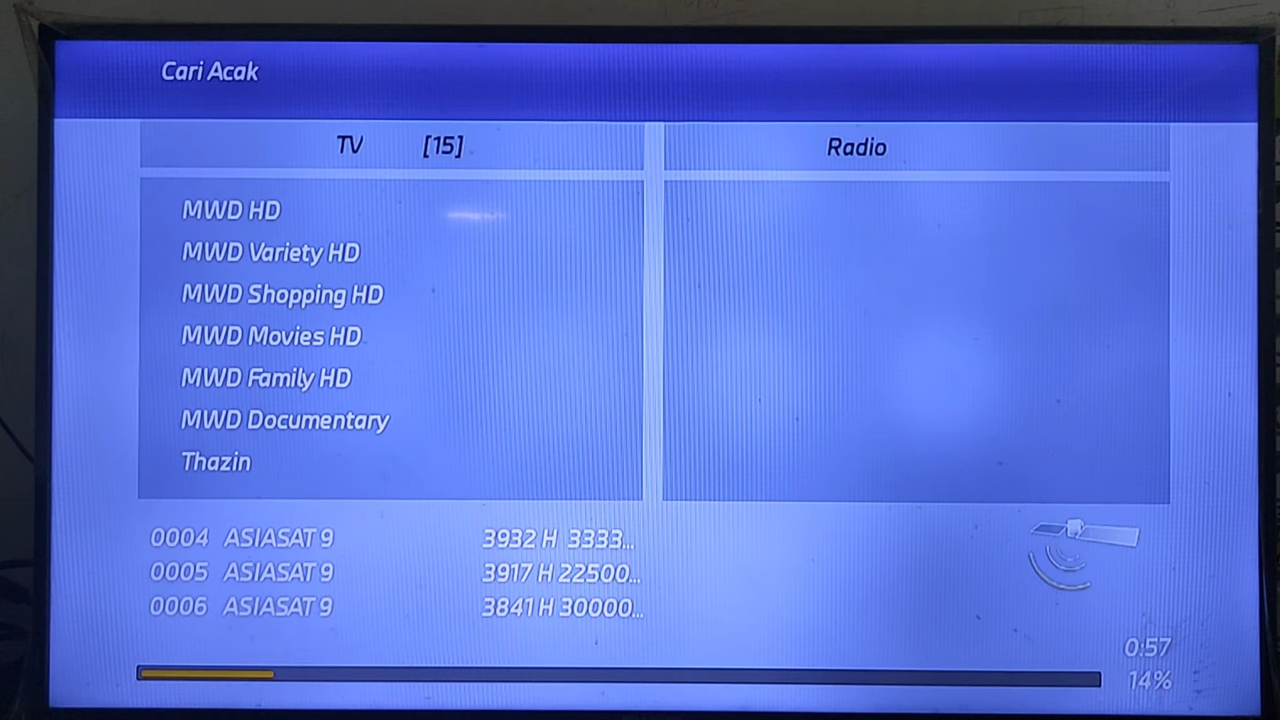 Cari Acak
TV [15]
Radio
MWD HD
MWD Variety HD
MWD Shopping HD
MWD Movies HD
MWD Family HD
MWD Documentary
Thazin
0004 ASIASAT 9 3932 H 3333...
0005 ASIASAT 9 3917 H 22500...
0006 ASIASAT 9 3841 H 30000...
0:57
14%